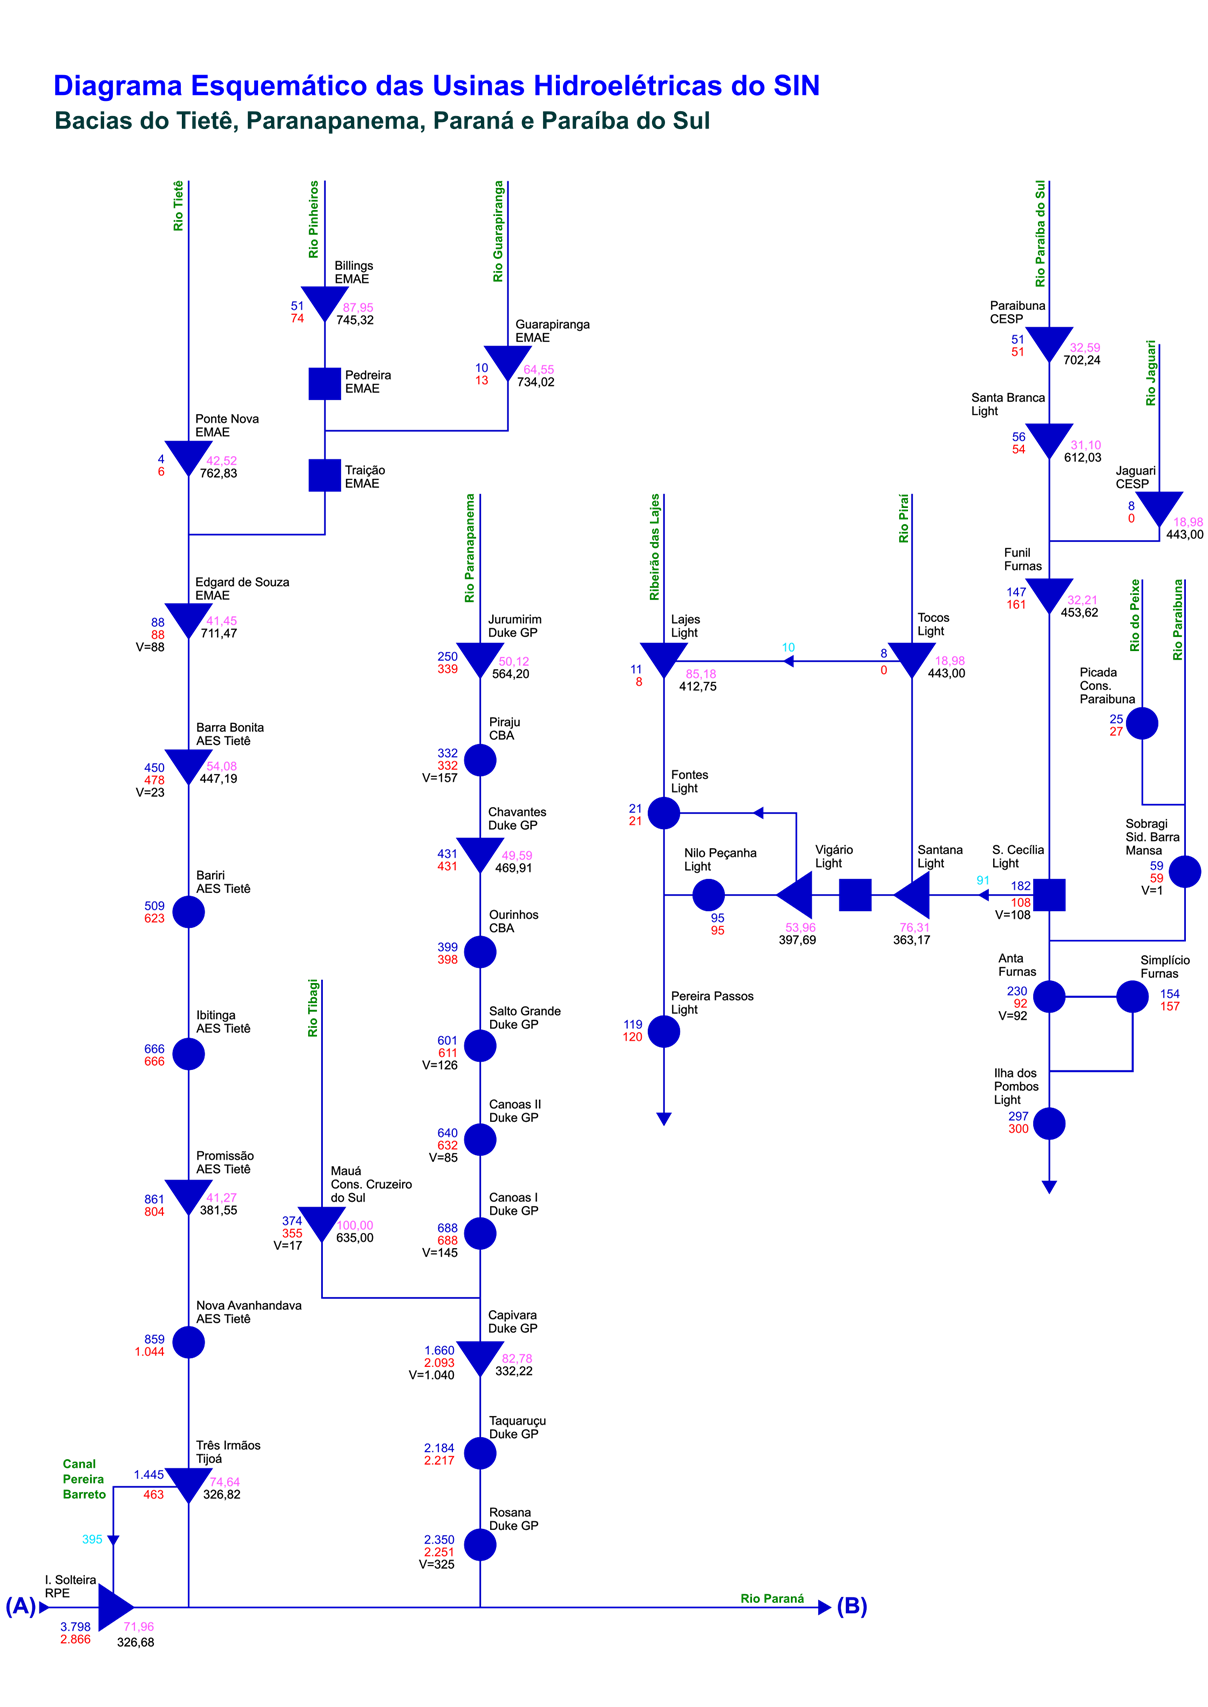 Diagrama Esquemático das Usinas Hidroelétricas do SIN
Bacias do Tietê, Paranapanema, Paraná e Paraíba do Sul
Rio Tietê
Ponte Nova
EMAE
4
6
42,52
762,83
Edgard de Souza
EMAE
88
88
V=88
41,45
711,47
Barra Bonita
AES Tietê
450
478
V=23
54,08
447,19
Bariri
AES Tietê
509
623
Ibitinga
AES Tietê
666
666
Promissão
AES Tietê
861
804
41,27
381,55
Nova Avanhandava
AES Tietê
859
1.044
Três Irmãos
Tijoá
1.445
463
74,64
326,82
Canal
Pereira
Barreto
395
I. Solteira
RPE
(A)
3.798
2.866
71,96
326,68
Rio Pinheiros
Billings
EMAE
51
74
87,95
745,32
Pedreira
EMAE
Traição
EMAE
Rio Guarapiranga
Guarapiranga
EMAE
10
13
64,55
734,02
Rio Tibagi
Mauá
Cons. Cruzeiro
do Sul
374
355
V=17
100,00
635,00
Rio Paranapanema
Jurumirim
Duke GP
250
339
50,12
564,20
Piraju
CBA
332
332
V=157
Chavantes
Duke GP
431
431
49,59
469,91
Ourinhos
CBA
399
398
Salto Grande
Duke GP
601
611
V=126
Canoas II
Duke GP
640
632
V=85
Canoas I
Duke GP
688
688
V=145
Capivara
Duke GP
1.660
2.093
V=1.040
82,78
332,22
Taquaruçu
Duke GP
2.184
2.217
Rosana
Duke GP
2.350
2.251
V=325
Rio Paraná
(B)
Ribeirão das Lajes
Lajes
Light
11
8
85,18
412,75
10
Fontes
Light
21
21
Nilo Peçanha
Light
95
95
Vigário
Light
53,96
397,69
Pereira Passos
Light
119
120
Rio Piraí
Tocos
Light
8
0
18,98
443,00
Santana
Light
76,31
363,17
91
Rio Paraíba do Sul
Paraibuna
CESP
51
51
32,59
702,24
Santa Branca
Light
56
54
31,10
612,03
Rio Jaguari
Jaguari
CESP
8
0
18,98
443,00
Funil
Furnas
147
161
32,21
453,62
S. Cecília
Light
182
108
V=108
Rio do Peixe
Rio Paraibuna
Picada
Cons.
Paraibuna
25
27
Sobragi
Sid. Barra
Mansa
59
59
V=1
Anta
Furnas
230
92
V=92
Simplício
Furnas
154
157
Ilha dos
Pombos
Light
297
300